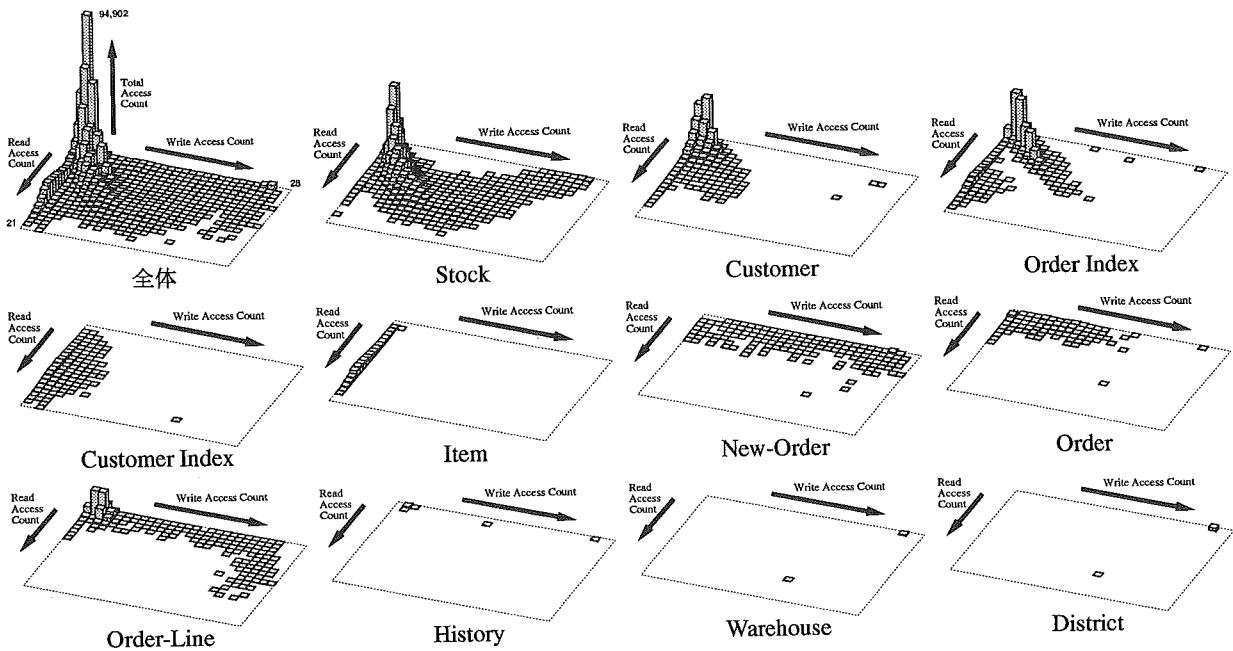 94,902
Total
Access
Count
Read
Access
Count
Write Access Count
28
21
全体
Read
Access
Count
Write Access Count
Stock
Read
Access
Count
Write Access Count
Customer
Read
Access
Count
Write Access Count
Order Index
Read
Access
Count
Write Access Count
Customer Index
Read
Access
Count
Write Access Count
Item
Read
Access
Count
Write Access Count
New-Order
Read
Access
Count
Write Access Count
Order
Read
Access
Count
Write Access Count
Order-Line
Read
Access
Count
Write Access Count
History
Read
Access
Count
Write Access Count
Warehouse
Read
Access
Count
Write Access Count
District